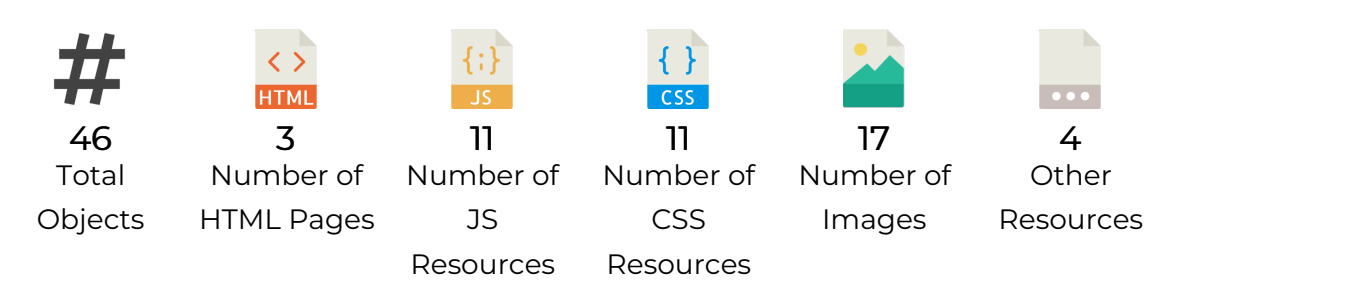 #
HTML
JS
CSS
46
3
11
11
17
4
Total
Objects
Number of
HTML Pages
Number of
JS
Resources
Number of
CSS
Resources
Number of
Images
Other
Resources